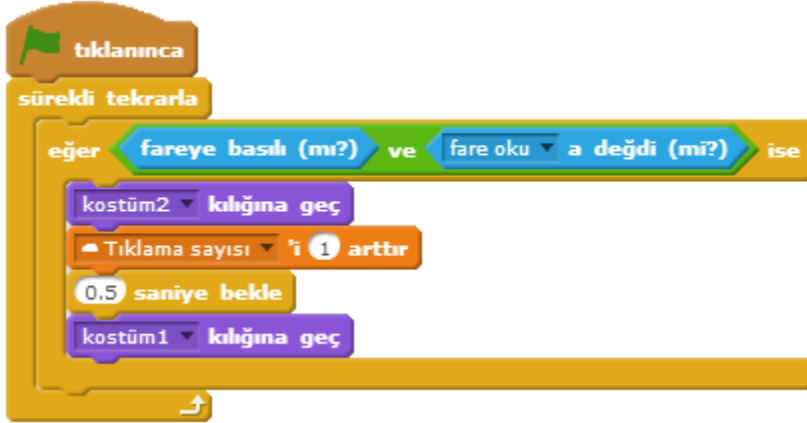 tıklanınca
sürekli tekrarla
eğer fareye basılı (mı?) ve fare oku a değdi (mi?) ise
kostüm2 kılığına geç
Tıklama sayısı 'i 1 arttır
0.5 saniye bekle
kostüm1 kılığına geç